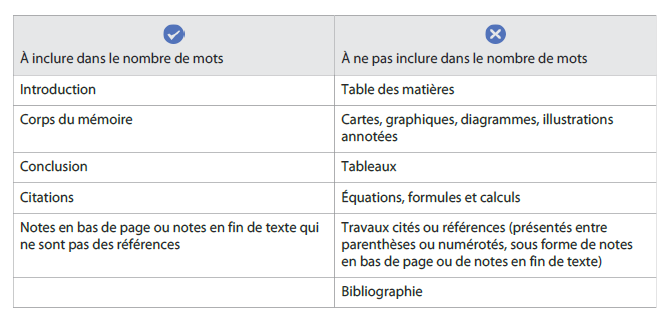 À inclure dans le nombre de mots
À ne pas inclure dans le nombre de mots
Introduction
Table des matières
Corps du mémoire
Cartes, graphiques, diagrammes, illustrations
annotées
Conclusion
Tableaux
Citations
Équations, formules et calculs
Notes en bas de page ou notes en fin de texte qui
ne sont pas des références
Travaux cités ou références (présentés entre
parenthèses ou numérotés, sous forme de notes
en bas de page ou de notes en fin de texte)
Bibliographie